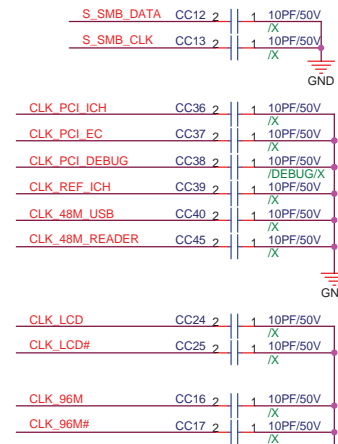 S_SMB_DATA CC12 2 1 10PF/50V
/X
S_SMB_CLK CC13 2 1 10PF/50V
/X
GND
CLK_PCI_ICH CC36 2 1 10PF/50V
/X
CLK_PCI_EC CC37 2 1 10PF/50V
/X
CLK_PCI_DEBUG CC38 2 1 10PF/50V
/DEBUG/X
CLK_REF_ICH CC39 2 1 10PF/50V
/X
CLK_48M_USB CC40 2 1 10PF/50V
/X
CLK_48M_READER CC45 2 1 10PF/50V
/X
GN
CLK_LCD CC24 2 1 10PF/50V
/X
CLK_LCD# CC25 2 1 10PF/50V
/X
CLK_96M CC16 2 1 10PF/50V
/X
CLK_96M# CC17 2 1 10PF/50V
/X